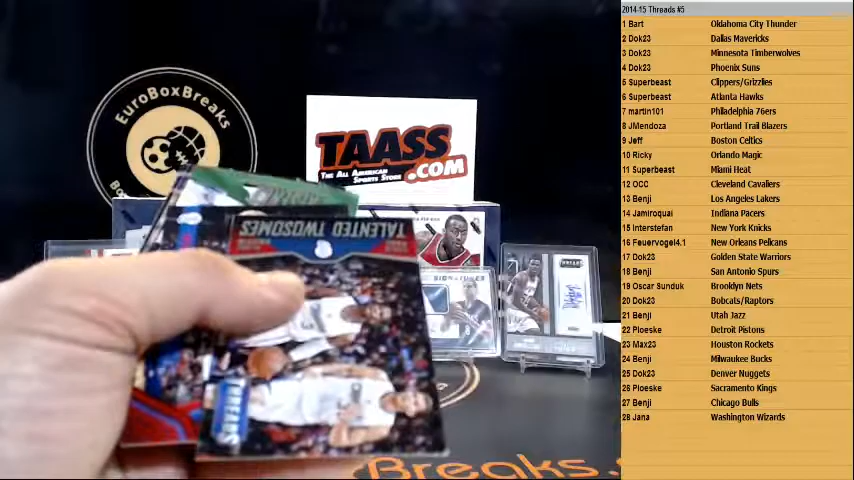 EuroBoxBreaks
TAASS
THE ALL AMERICAN
SPORTS STORE
.COM
TALENTED TWOSOMES
THREADS
SIGNATURES
Breaks.
2014-15 Threads #5
1 Bart Oklahoma City Thunder
2 Dok23 Dallas Mavericks
3 Dok23 Minnesota Timberwolves
4 Dok23 Phoenix Suns
5 Superbeast Clippers/Grizzlies
6 Superbeast Atlanta Hawks
7 martin101 Philadelphia 76ers
8 JMendoza Portland Trail Blazers
9 Jeff Boston Celtics
10 Ricky Orlando Magic
11 Superbeast Miami Heat
12 OCC Cleveland Cavaliers
13 Benji Los Angeles Lakers
14 Jamiroquai Indiana Pacers
15 Interstefan New York Knicks
16 Feuervogel4.1 New Orleans Pelicans
17 Dok23 Golden State Warriors
18 Benji San Antonio Spurs
19 Oscar Sunduk Brooklyn Nets
20 Dok23 Bobcats/Raptors
21 Benji Utah Jazz
22 Ploeske Detroit Pistons
23 Max23 Houston Rockets
24 Benji Milwaukee Bucks
25 Dok23 Denver Nuggets
26 Ploeske Sacramento Kings
27 Benji Chicago Bulls
28 Jana Washington Wizards